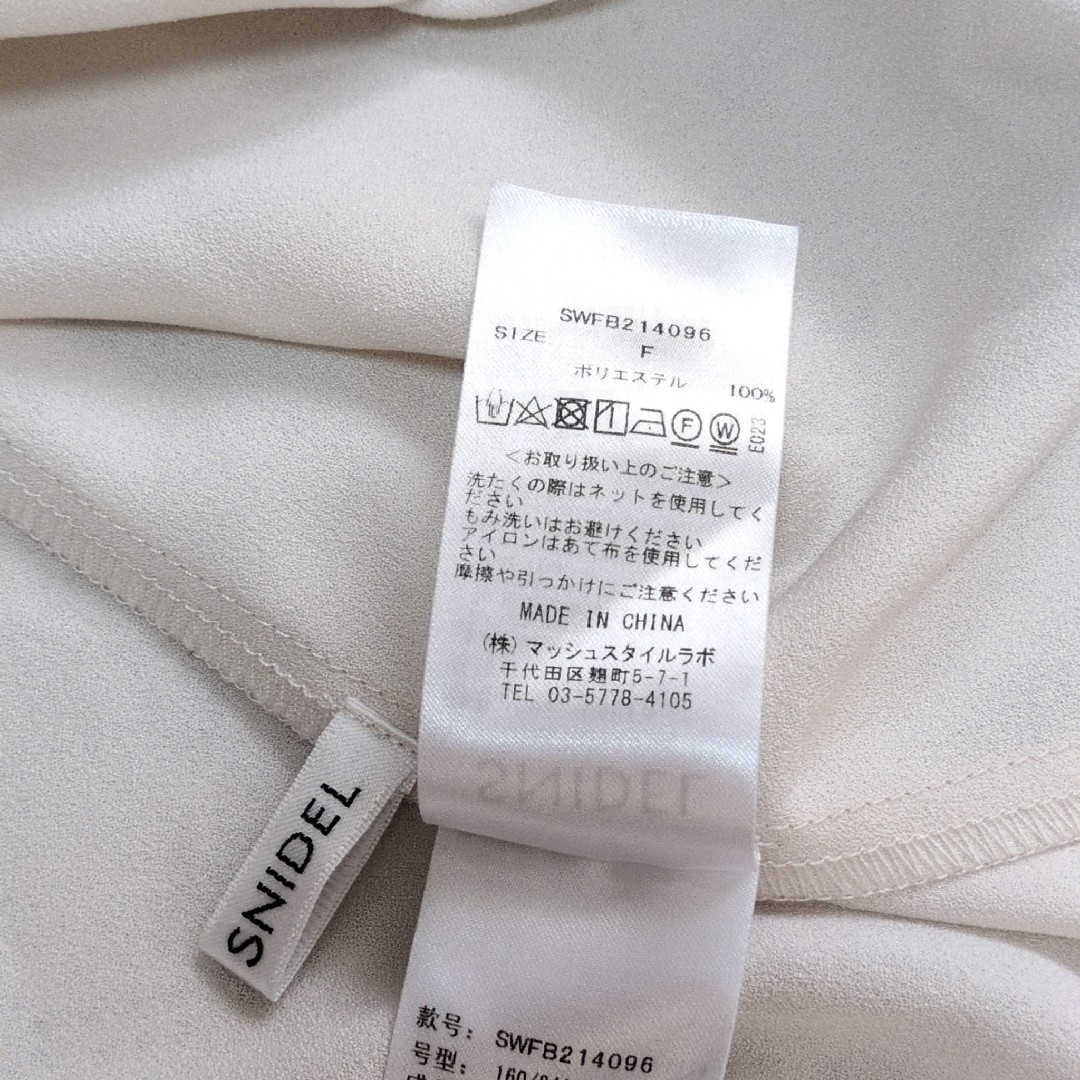 SWFB214096
SIZE F
ポリエステル 100%
F W E023
＜お取り扱い上のご注意＞
洗たくの際はネットを使用してく
ださい
もみ洗いはお避けください
アイロンはあて布を使用してくだ
さい
摩擦や引っかけにご注意ください
MADE IN CHINA
(株) マッシュスタイルラボ
千代田区麹町5-7-1
TEL 03-5778-4105
SNIDEL
SNIDEL
款号: SWFB214096
号型: